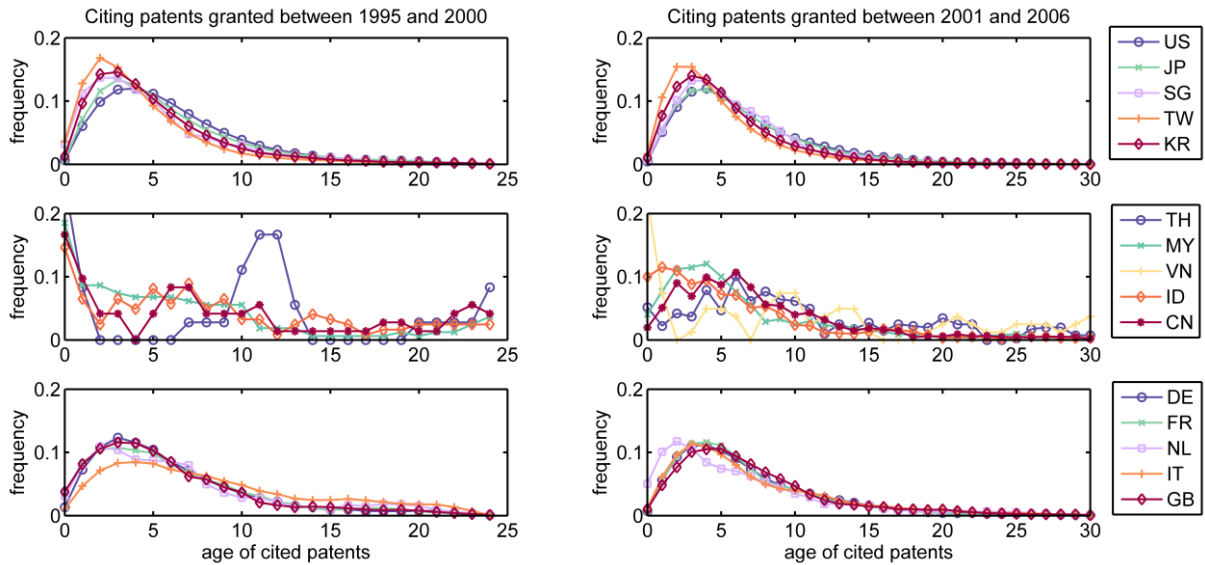 Citing patents granted between 1995 and 2000
Citing patents granted between 2001 and 2006
frequency
0.2
0.1
0
0 5 10 15 20 25
frequency
0.2
0.1
0
0 5 10 15 20 25 30
US
JP
SG
TW
KR
frequency
0.2
0.1
0
0 5 10 15 20 25
frequency
0.2
0.1
0
0 5 10 15 20 25 30
TH
MY
VN
ID
CN
frequency
0.2
0.1
0
0 5 10 15 20 25
age of cited patents
frequency
0.2
0.1
0
0 5 10 15 20 25 30
age of cited patents
DE
FR
NL
IT
GB